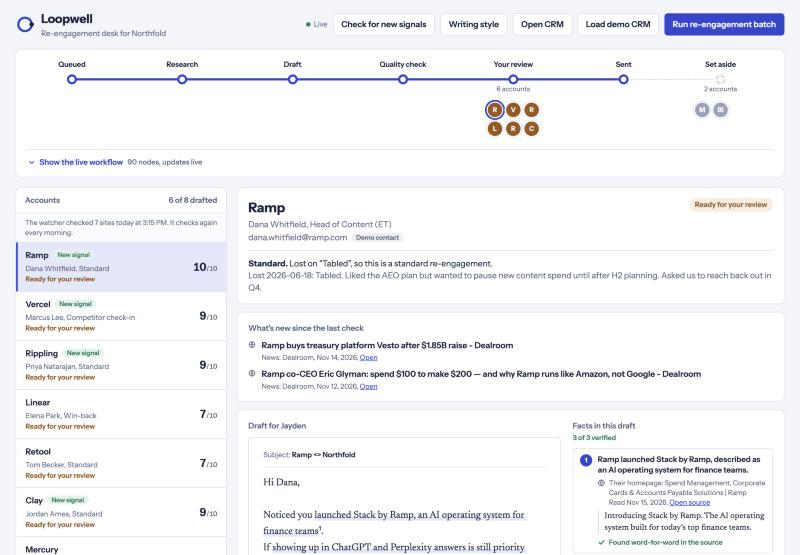 Loopwell
Re-engagement desk for Northfold
Live
Check for new signals
Writing style
Open CRM
Load demo CRM
Run re-engagement batch
Queued
Research
Draft
Quality check
Your review
Sent
Set aside
6 accounts
2 accounts
R V R
M BI
L R C
Show the live workflow 90 nodes, updates live
Accounts 6 of 8 drafted
The watcher checked 7 sites today at 3:15 PM. It checks again
every morning.
Ramp New signal
Dana Whitfield, Standard
Ready for your review
10/10
Vercel New signal
Marcus Lee, Competitor check-in
Ready for your review
9/10
Rippling New signal
Priya Natarajan, Standard
Ready for your review
9/10
Linear
Elena Park, Win-back
Ready for your review
7/10
Retool
Tom Becker, Standard
Ready for your review
7/10
Clay New signal
Jordan Ames, Standard
Ready for your review
9/10
Mercury
Ramp
Ready for your review
Dana Whitfield, Head of Content (ET)
dana.whitfield@ramp.com Demo contact
Standard. Lost on "Tabled", so this is a standard re-engagement.
Lost 2026-06-18: Tabled. Liked the AEO plan but wanted to pause new content spend until after H2 planning. Asked us to reach back out in
Q4.
What's new since the last check
Ramp buys treasury platform Vesto after $1.85B raise - Dealroom
News: Dealroom, Nov 14, 2026, Open
Ramp co-CEO Eric Glyman: spend $100 to make $200 — and why Ramp runs like Amazon, not Google - Dealroom
News: Dealroom, Nov 12, 2026, Open
Draft for Jayden
Subject: Ramp <> Northfold
Hi Dana,
Noticed you launched Stack by Ramp, an AI operating system for
finance teams¹.
If showing up in ChatGPT and Perplexity answers is still priority
Facts in this draft
3 of 3 verified
1
Ramp launched Stack by Ramp, described as
an AI operating system for finance teams.
Their homepage: Spend Management, Corporate
Cards & Accounts Payable Solutions | Ramp
Read Nov 15, 2026, Open source
Introducing Stack by Ramp. The AI operating
system built for today's top finance teams.
Found word-for-word in the source